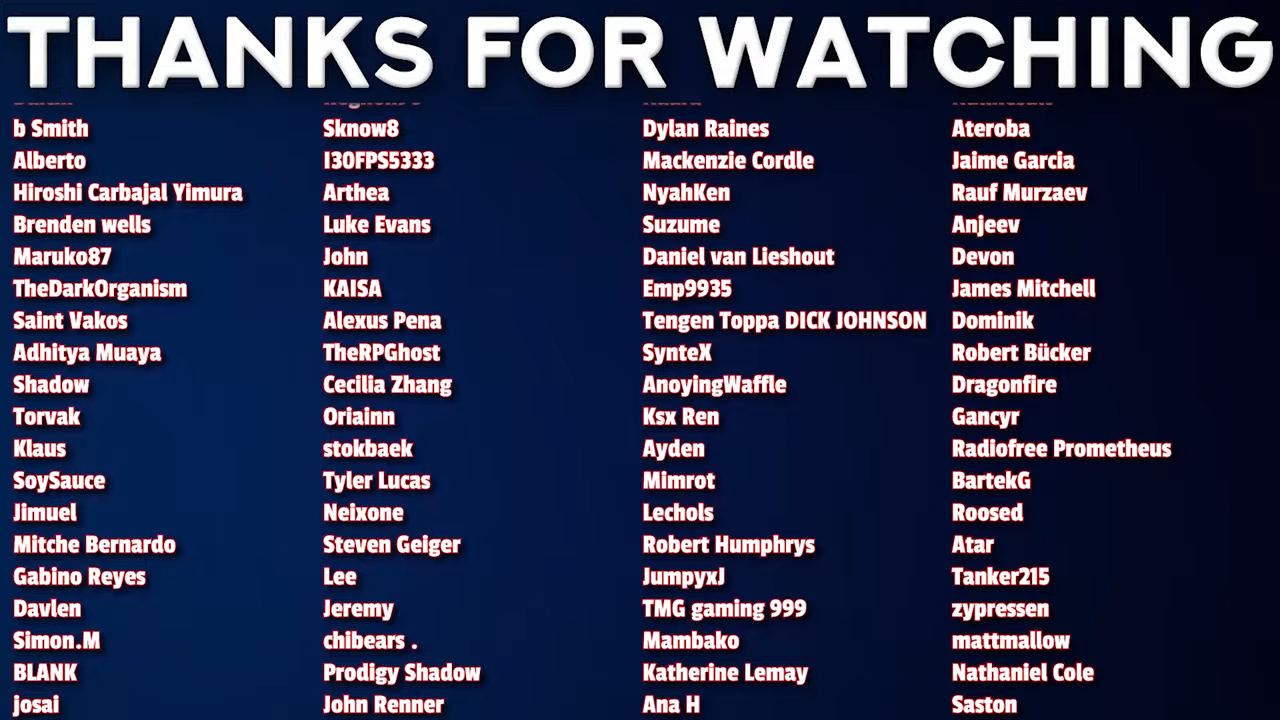 THANKS FOR WATCHING
b Smith
Alberto
Hiroshi Carbajal Yimura
Brenden wells
Maruko87
TheDarkOrganism
Saint Vakos
Adhitya Muaya
Shadow
Torvak
Klaus
SoySauce
Jimuel
Mitche Bernardo
Gabino Reyes
Davlen
Simon.M
BLANK
josai
Sknow8
I30FPS5333
Arthea
Luke Evans
John
KAISA
Alexus Pena
TheRPGhost
Cecilia Zhang
Oriainn
stokbaek
Tyler Lucas
Neixone
Steven Geiger
Lee
Jeremy
chibears .
Prodigy Shadow
John Renner
Dylan Raines
Mackenzie Cordle
NyahKen
Suzume
Daniel van Lieshout
Emp9935
Tengen Toppa DICK JOHNSON
SynteX
AnoyingWaffle
Ksx Ren
Ayden
Mimrot
Lechols
Robert Humphrys
JumpyxJ
TMG gaming 999
Mambako
Katherine Lemay
Ana H
Ateroba
Jaime Garcia
Rauf Murzaev
Anjeev
Devon
James Mitchell
Dominik
Robert Bücker
Dragonfire
Gancyr
Radiofree Prometheus
BartekG
Roosed
Atar
Tanker215
zypressen
mattmallow
Nathaniel Cole
Saston